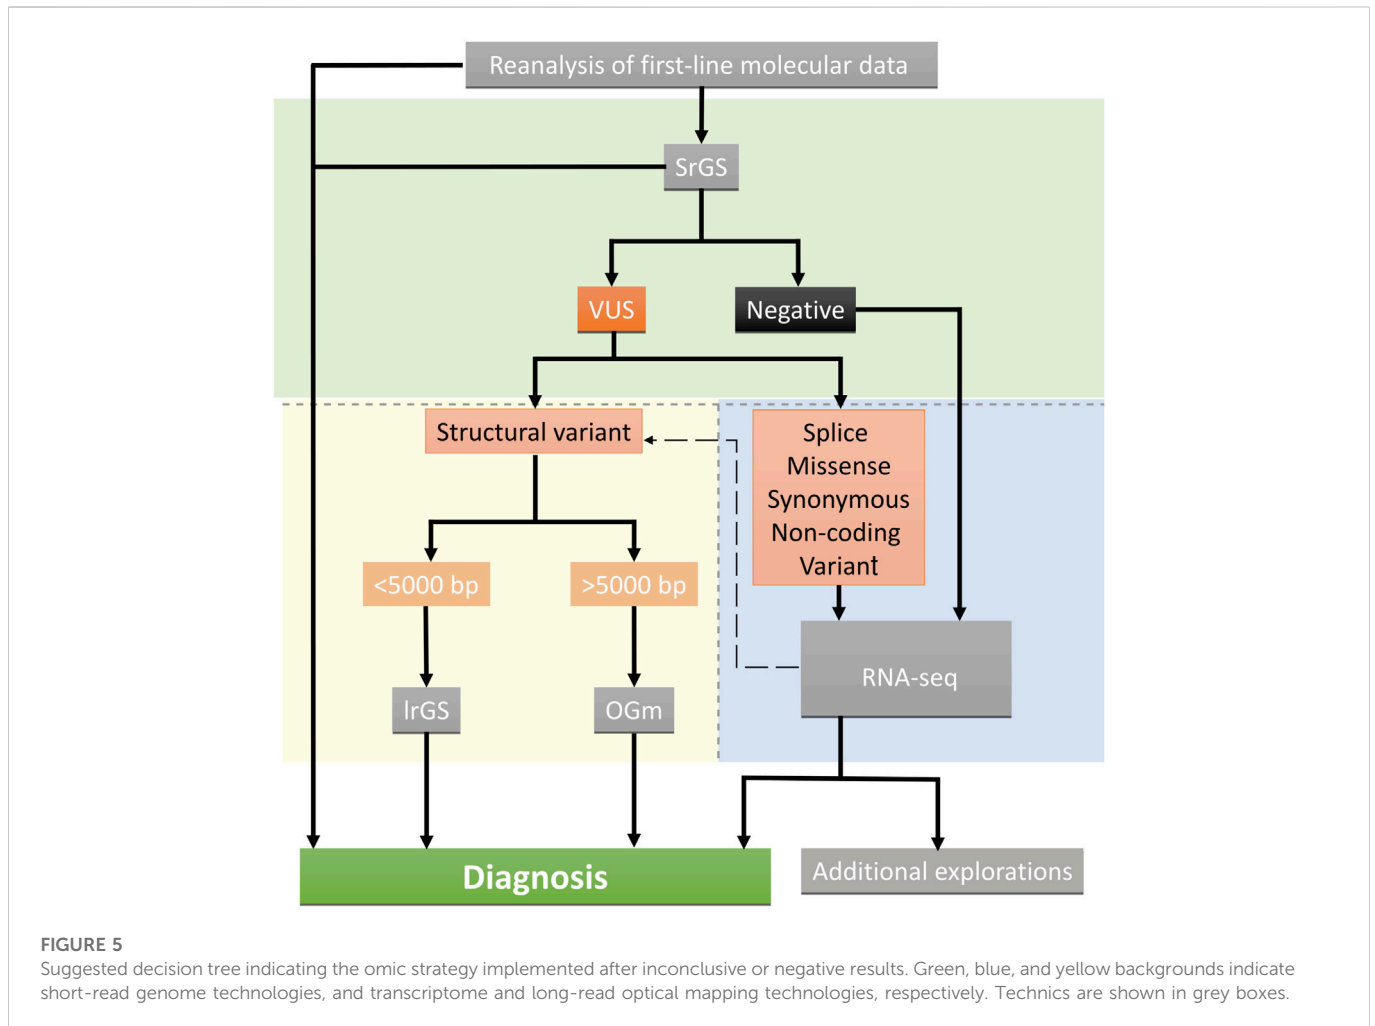 Reanalysis of first-line molecular data
SrGS
VUS
Negative
Structural variant
Splice
Missense
Synonymous
Non-coding
Variant
<5000 bp
>5000 bp
RNA-seq
lrGS
OGm
Diagnosis
Additional explorations
FIGURE 5
Suggested decision tree indicating the omic strategy implemented after inconclusive or negative results. Green, blue, and yellow backgrounds indicate
short-read genome technologies, and transcriptome and long-read optical mapping technologies, respectively. Technics are shown in grey boxes.